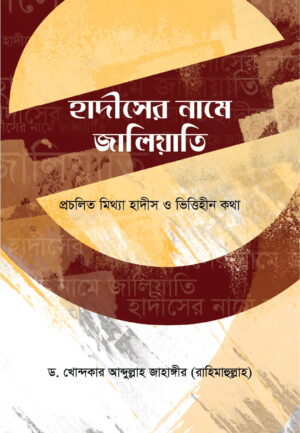 হাদীসের নামে
জালিয়াতি
প্রচলিত মিথ্যা হাদীস ও ভিত্তিহীন কথা
হাদীসের নামে
জালিয়াতি
হাদীসের নামে
ড. খোন্দকার আব্দুল্লাহ জাহাঙ্গীর (রাহিমাহুল্লাহ)